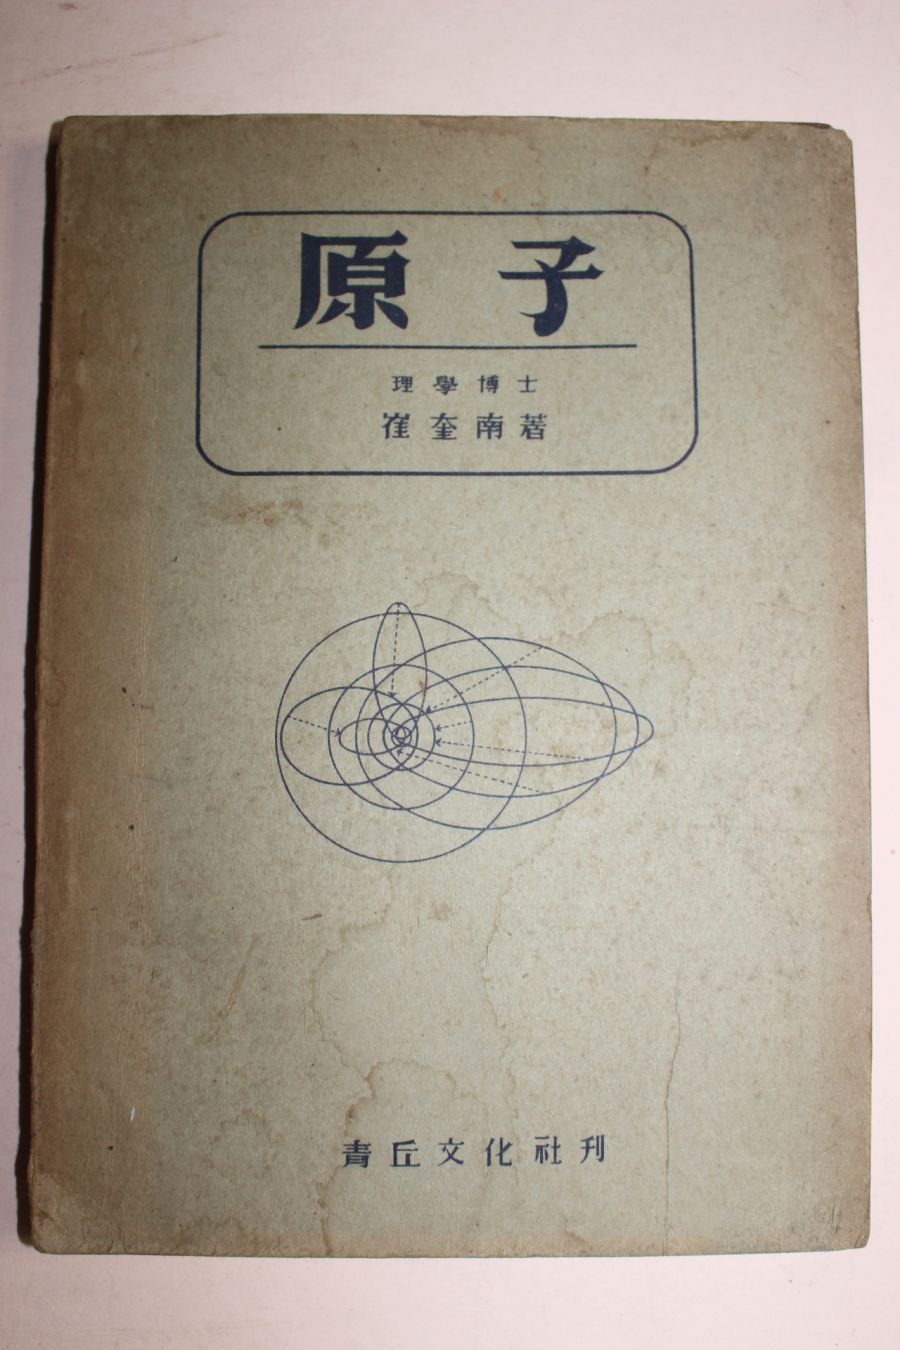 原子
理學博士
崔奎南著
青丘文化社刊